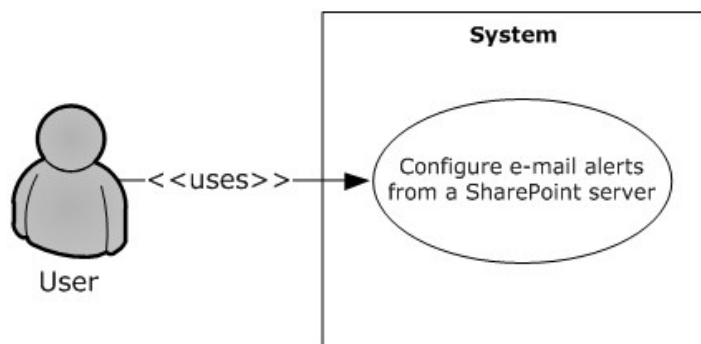 System
Configure e-mail alerts
from a SharePoint server
<<uses>>
User